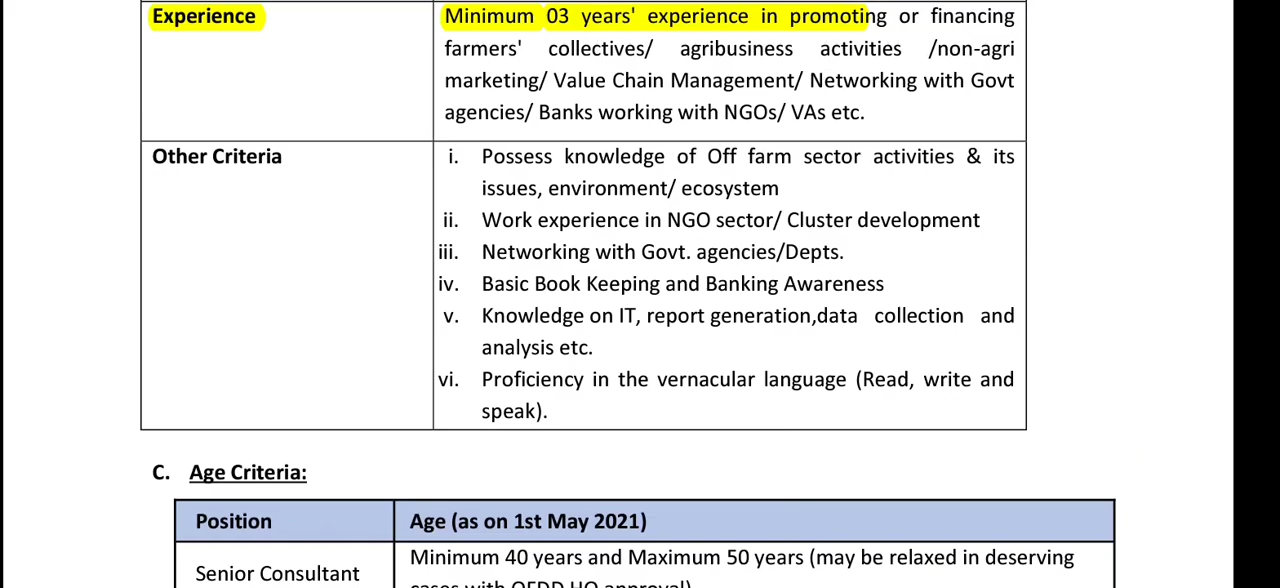 Experience
Minimum 03 years' experience in promoting or financing
farmers' collectives/ agribusiness activities /non-agri
marketing/ Value Chain Management/ Networking with Govt
agencies/ Banks working with NGOs/ VAs etc.
Other Criteria
i. Possess knowledge of Off farm sector activities & its
issues, environment/ ecosystem
ii. Work experience in NGO sector/ Cluster development
iii. Networking with Govt. agencies/Depts.
iv. Basic Book Keeping and Banking Awareness
v. Knowledge on IT, report generation,data collection and
analysis etc.
vi. Proficiency in the vernacular language (Read, write and
speak).
C. Age Criteria:
Position
Age (as on 1st May 2021)
Senior Consultant
Minimum 40 years and Maximum 50 years (may be relaxed in deserving
cases with OFDD HO approval)